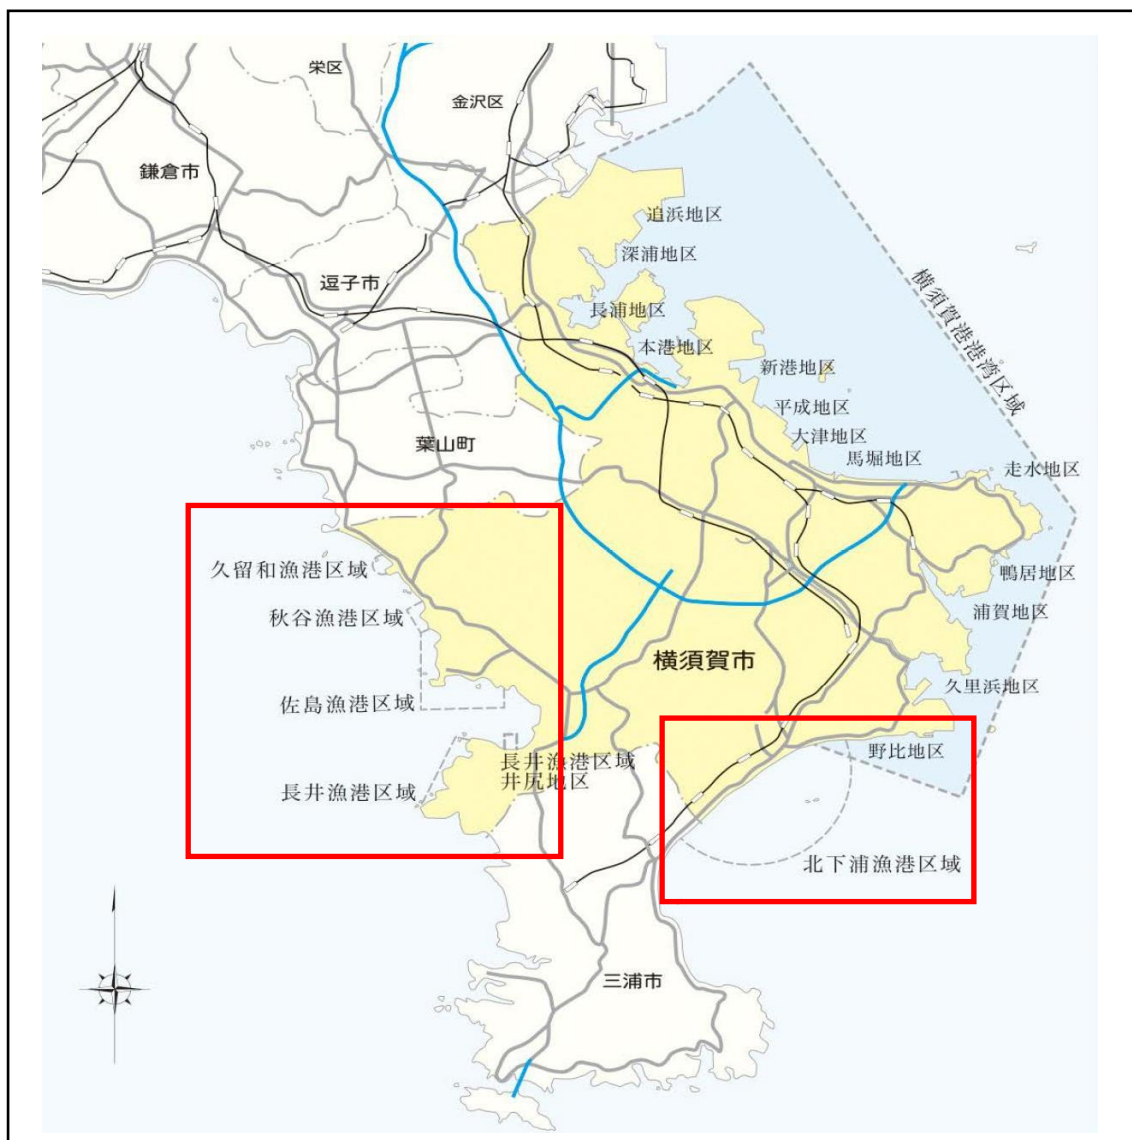 栄区
金沢区
鎌倉市
追浜地区
深浦地区
逗子市
長浦地区
横須賀港港湾区域
本港地区
新港地区
平成地区
大津地区
葉山町
馬堀地区
走水地区
久留和漁港区域
鴨居地区
秋谷漁港区域
浦賀地区
横須賀市
久里浜地区
佐島漁港区域
野比地区
長井漁港区域
井尻地区
長井漁港区域
北下浦漁港区域
三浦市